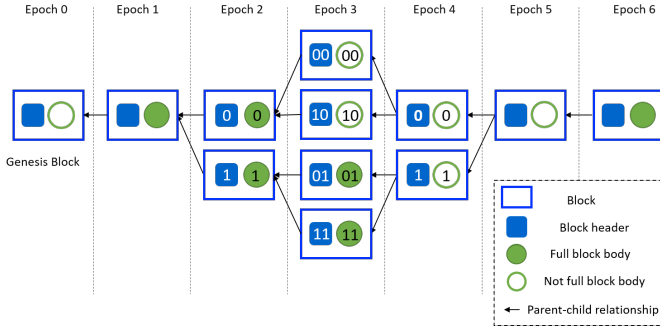 Epoch 0 Epoch 1 Epoch 2 Epoch 3 Epoch 4 Epoch 5 Epoch 6
00 00
0 0 10 10 0 0
Genesis Block
1 1 01 01 1 1
11 11
Block
Block header
Full block body
Not full block body
Parent-child relationship